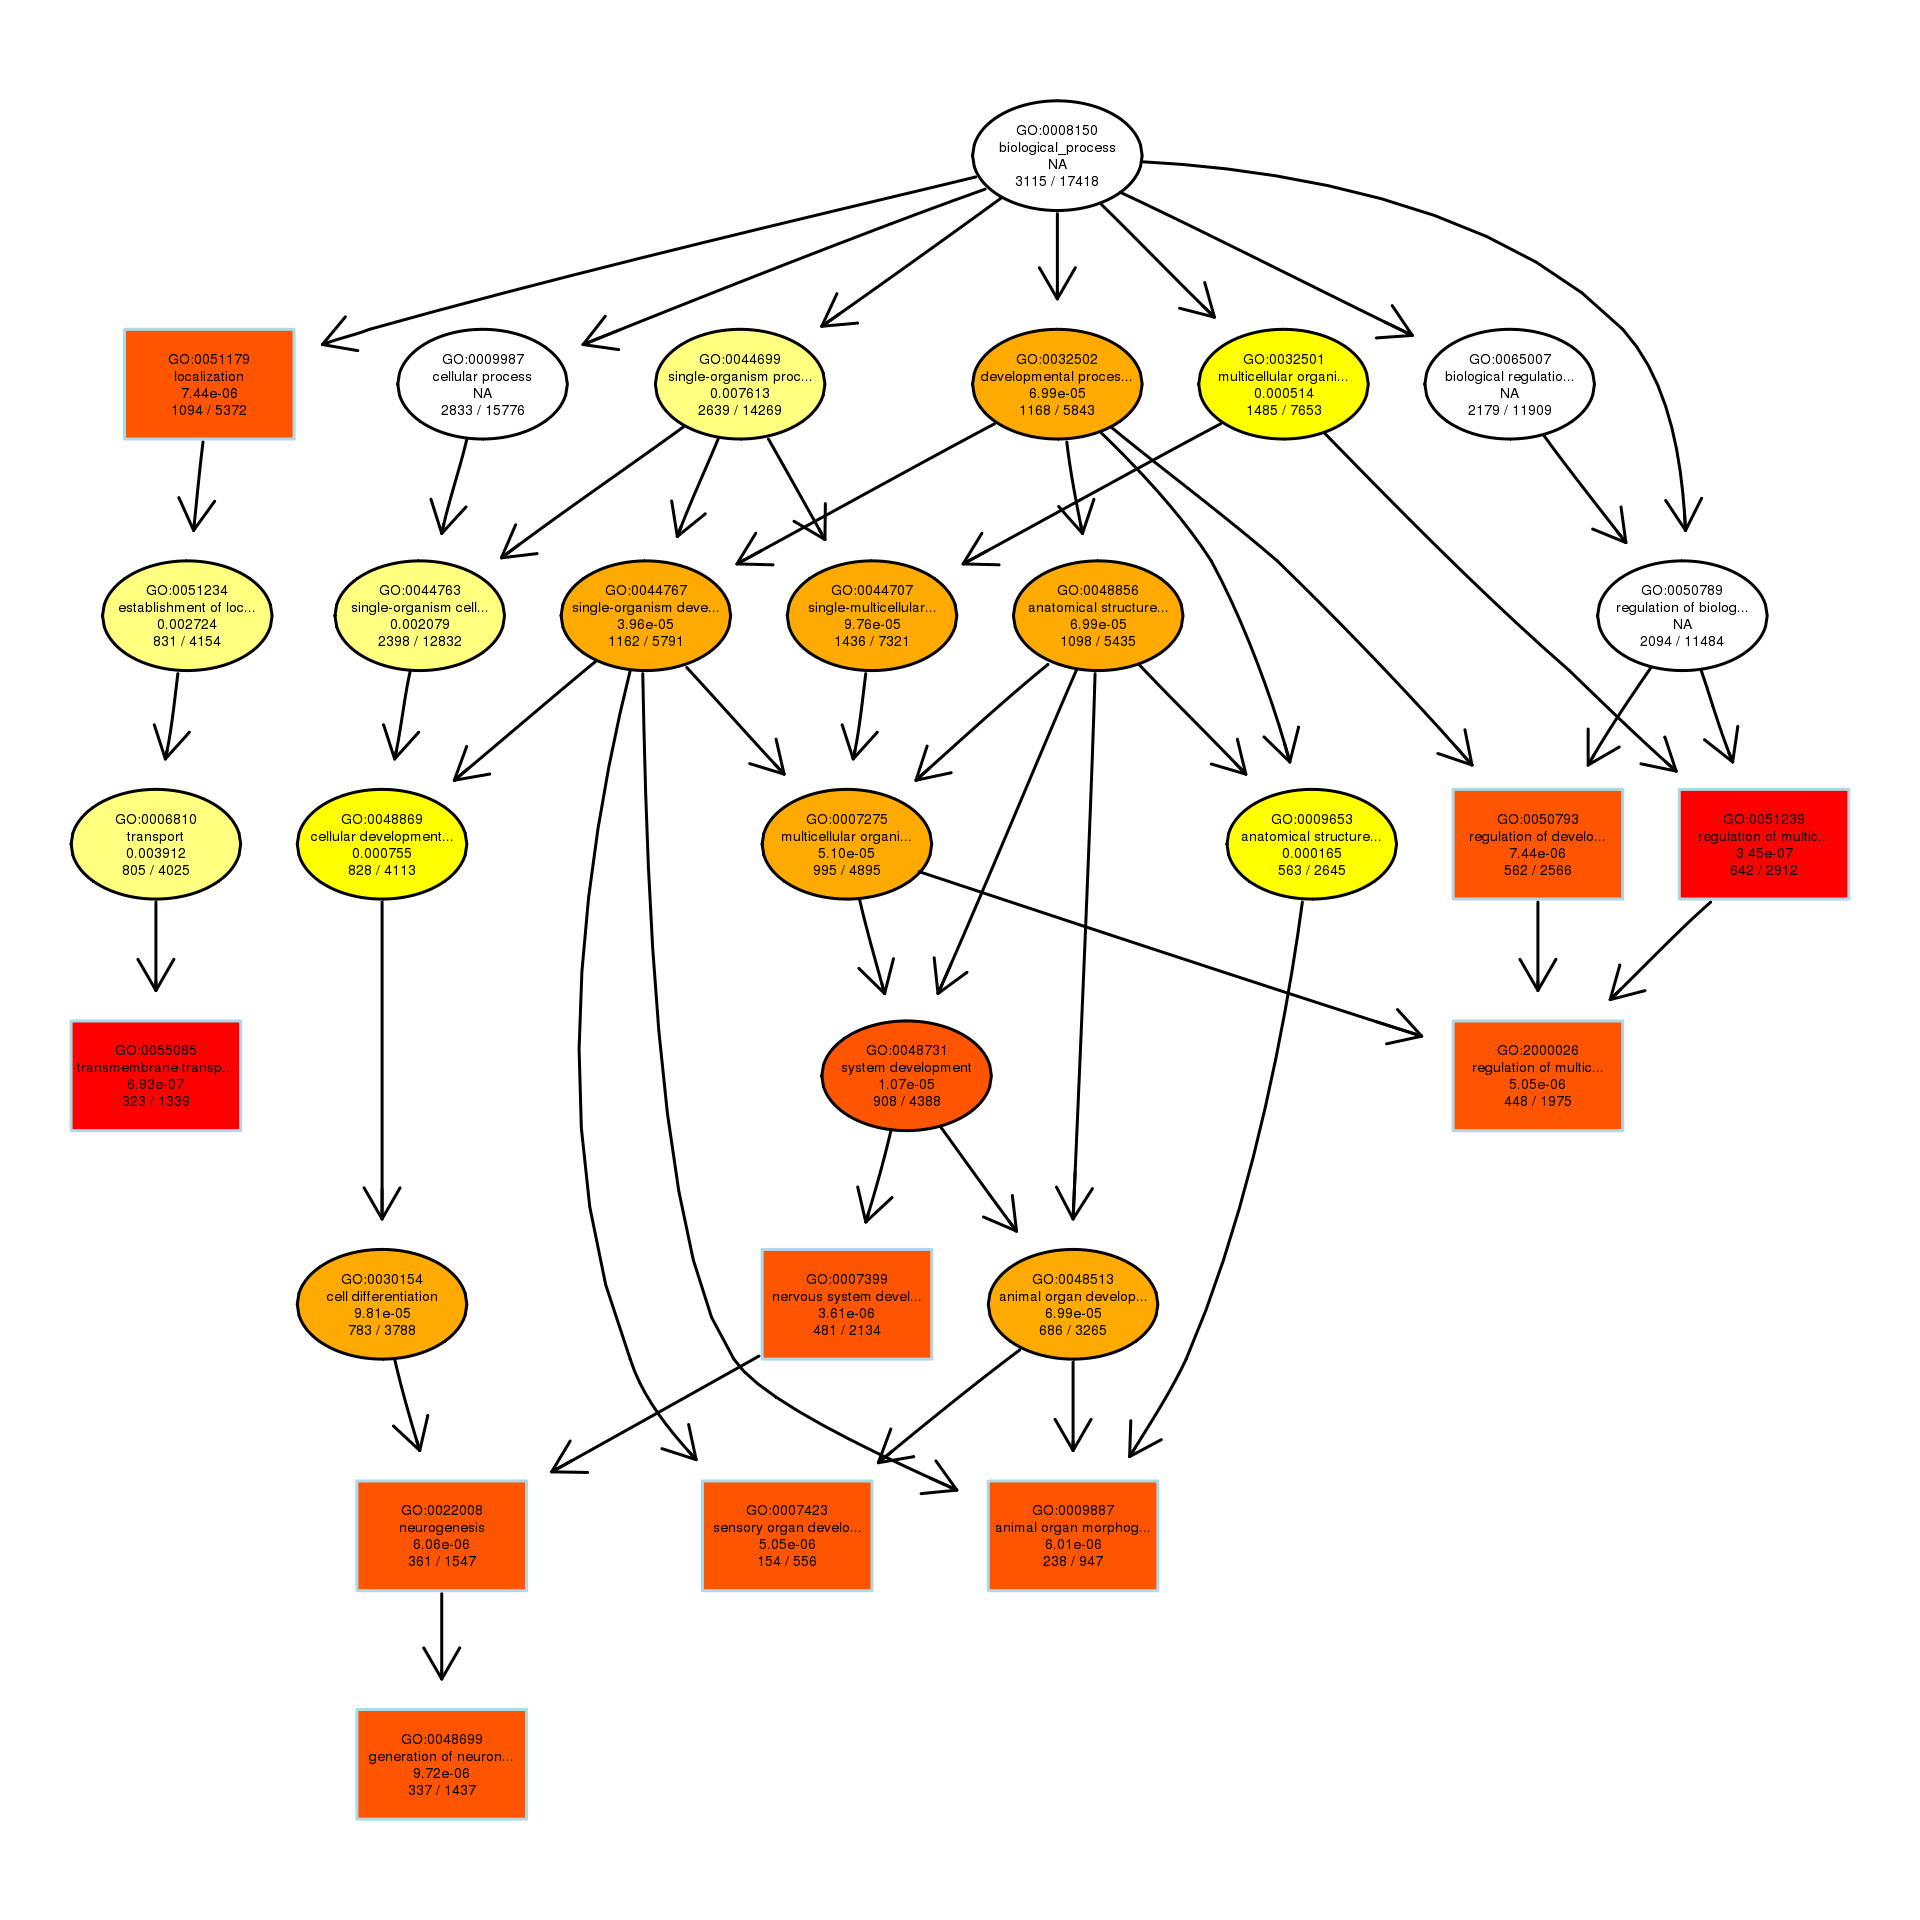 GO:0008150
biological_process
NA
3115 / 17418
GO:0051179
localization
7.44e-06
1094 / 5372
GO:0009987
cellular process
NA
2833 / 15776
GO:0044699
single-organism proc...
0.007613
2639 / 14269
GO:0032502
developmental proces...
6.99e-05
1168 / 5843
GO:0032501
multicellular organi...
0.000514
1485 / 7653
GO:0065007
biological regulatio...
NA
2179 / 11909
GO:0051234
establishment of loc...
0.002724
831 / 4154
GO:0044763
single-organism cell...
0.002079
2398 / 12832
GO:0044767
single-organism deve...
3.96e-05
1162 / 5791
GO:0044707
single-multicellular...
9.76e-05
1436 / 7321
GO:0048856
anatomical structure...
6.99e-05
1098 / 5435
GO:0050789
regulation of biolog...
NA
2094 / 11484
GO:0006810
transport
0.003912
805 / 4025
GO:0048869
cellular development...
0.000755
828 / 4113
GO:0007275
multicellular organi...
5.10e-05
995 / 4895
GO:0009653
anatomical structure...
0.000165
563 / 2645
GO:0050793
regulation of develo...
7.44e-06
562 / 2566
GO:0051239
regulation of multic...
3.45e-07
642 / 2912
GO:0055085
transmembrane transp...
6.93e-07
323 / 1339
GO:0048731
system development
1.07e-05
908 / 4388
GO:2000026
regulation of multic...
5.05e-06
448 / 1975
GO:0030154
cell differentiation
9.81e-05
783 / 3788
GO:0007399
nervous system devel...
3.61e-06
481 / 2134
GO:0048513
animal organ develop...
6.99e-05
686 / 3265
GO:0022008
neurogenesis
6.06e-06
361 / 1547
GO:0007423
sensory organ develo...
5.05e-06
154 / 556
GO:0009887
animal organ morphog...
6.01e-06
238 / 947
GO:0048699
generation of neuron...
9.72e-06
337 / 1437